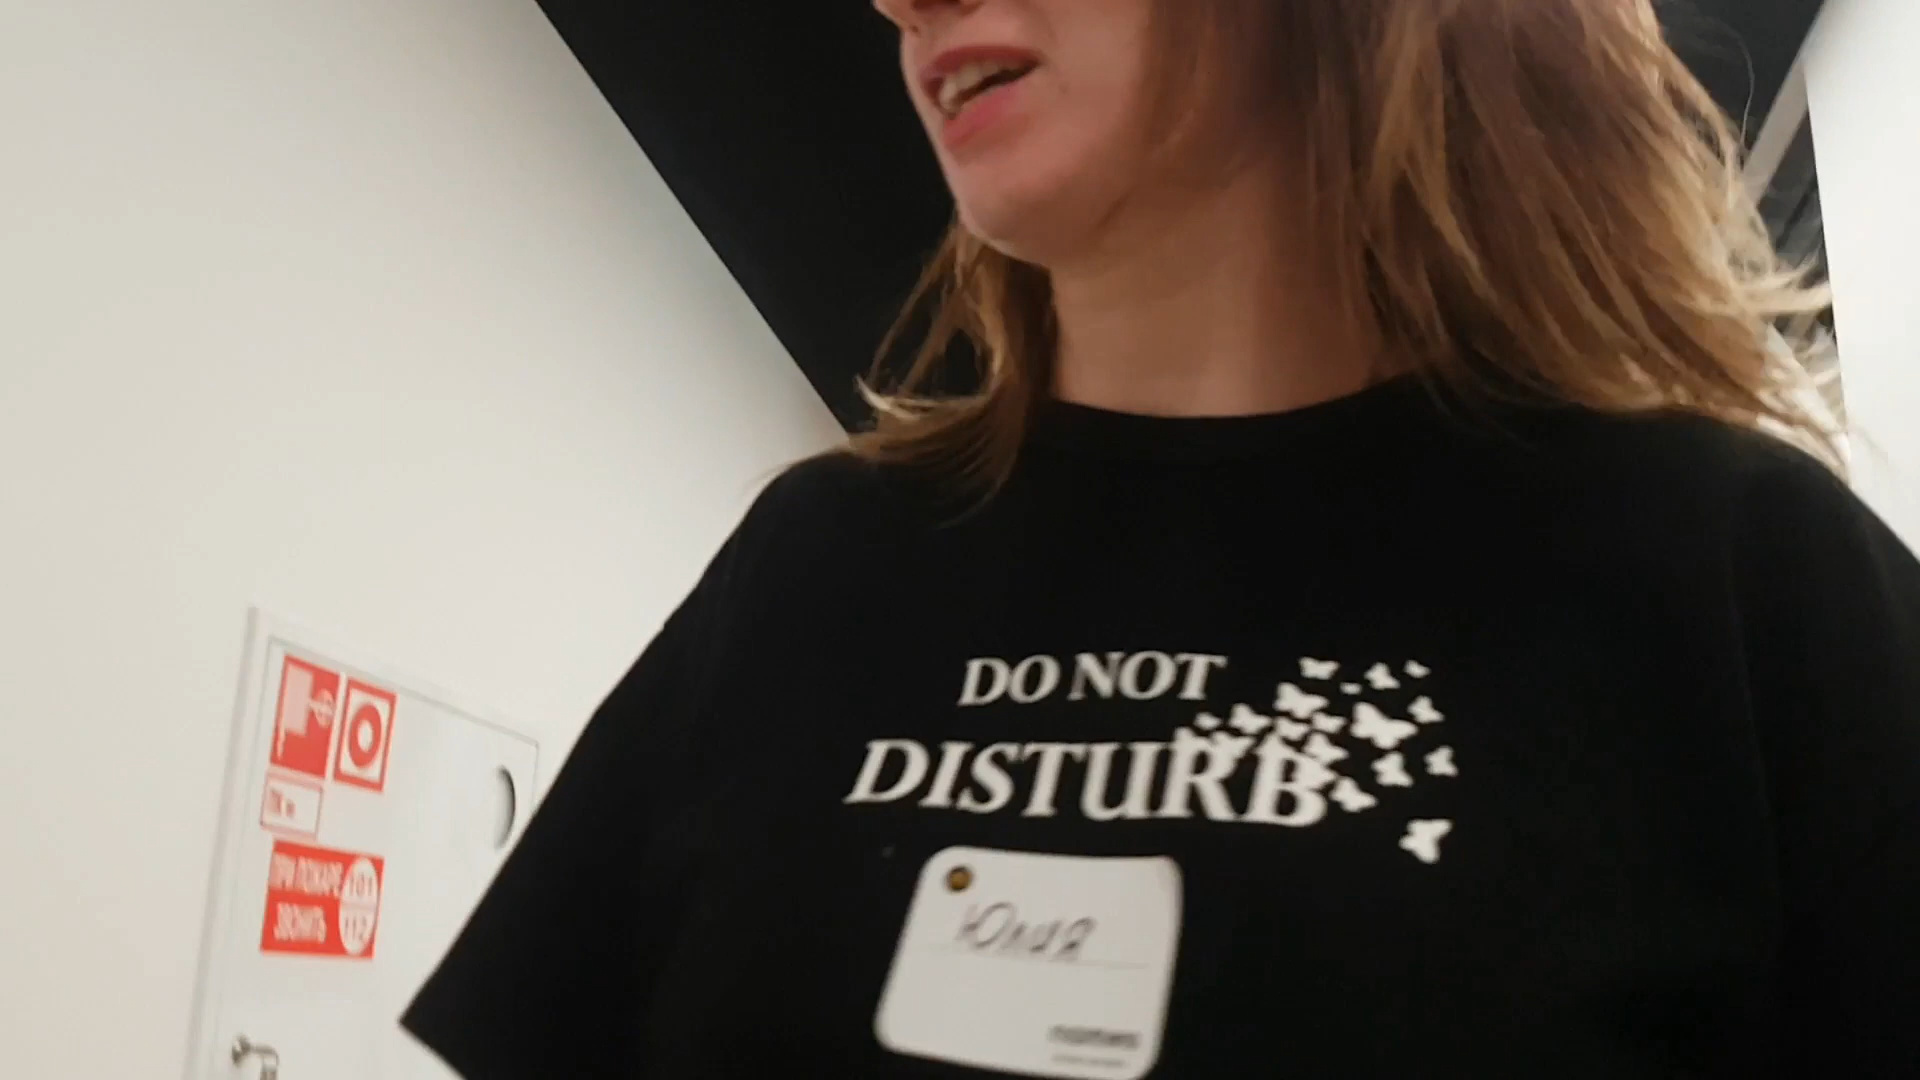 DO NOT
DISTURB
Юлия
ПРИ ПОЖАРЕ
ЗВОНИТЬ
101
112